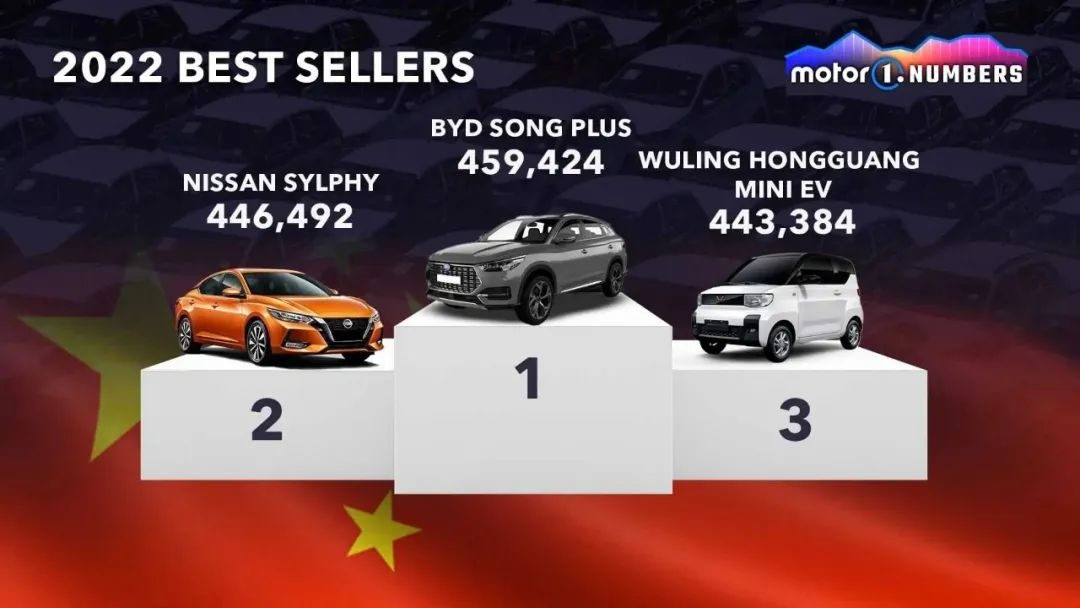 2022 BEST SELLERS
motor1.NUMBERS
BYD SONG PLUS
459,424
NISSAN SYLPHY
446,492
WULING HONGGUANG
MINI EV
443,384
1
2
3